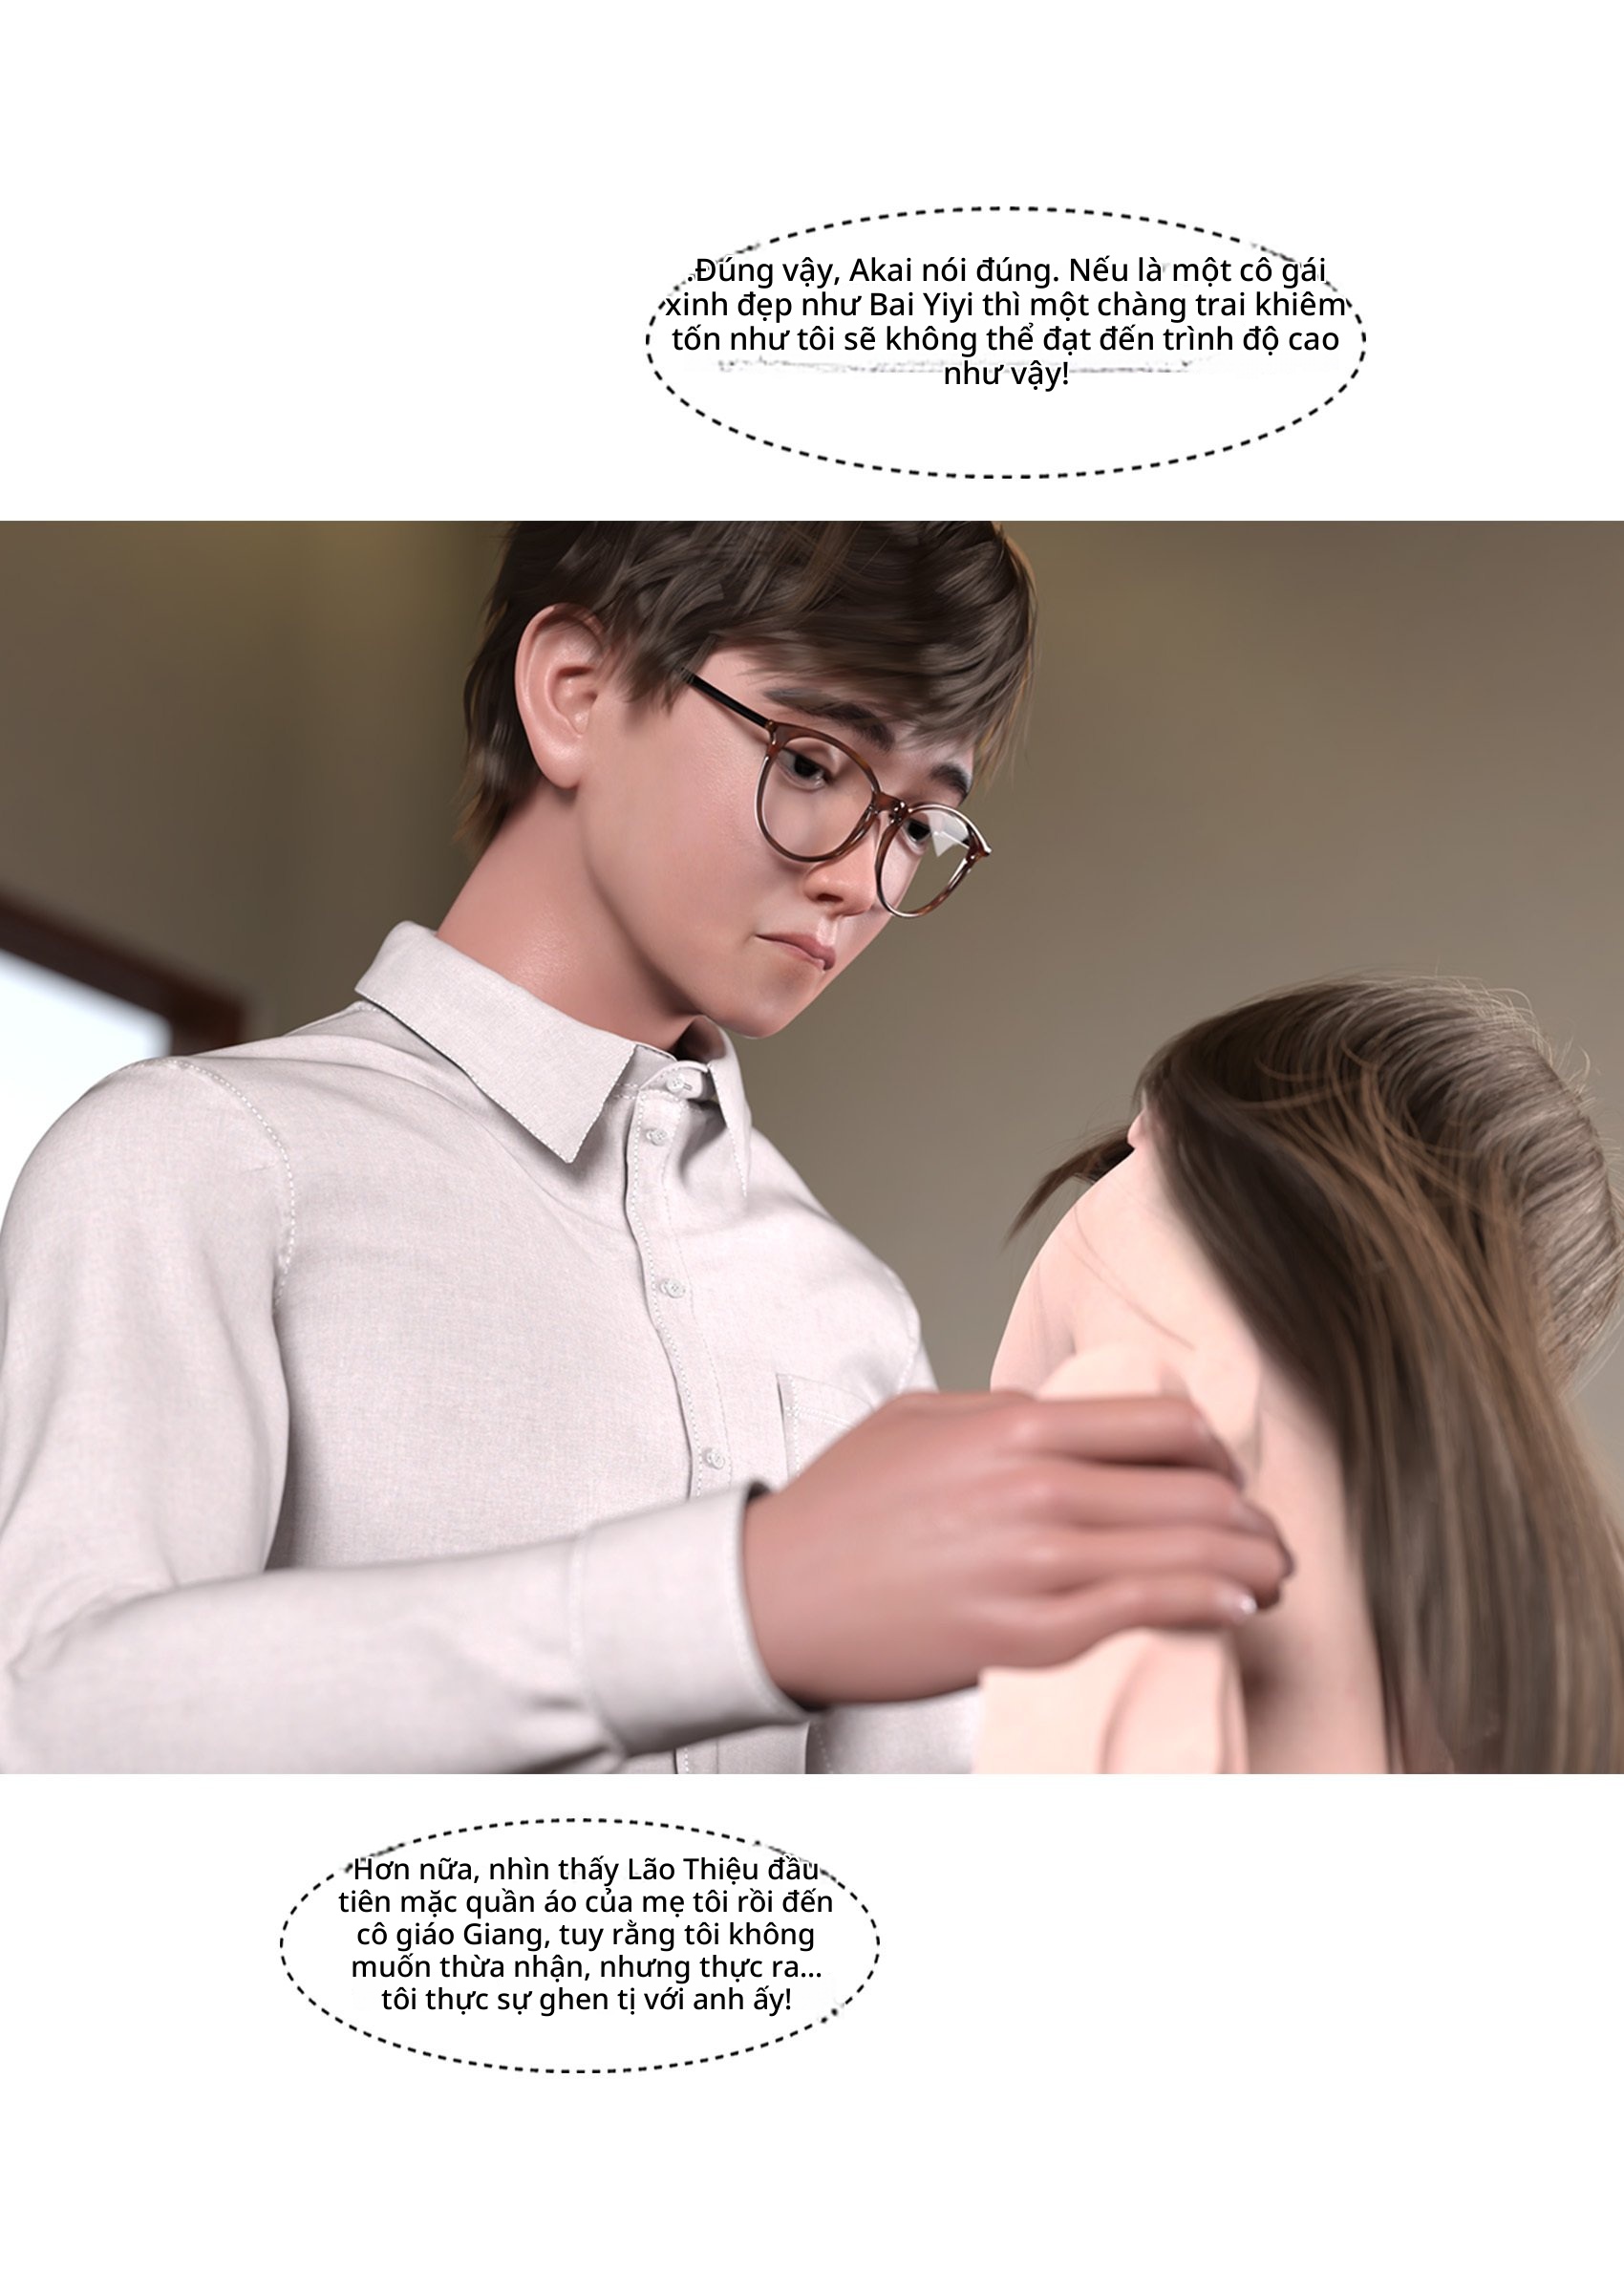 .Đúng vậy, Akai nói đúng. Nếu là một cô gái
xinh đẹp như Bai Yiyi thì một chàng trai khiêm
tốn như tôi sẽ không thể đạt đến trình độ cao
như vậy!
Hơn nữa, nhìn thấy Lão Thiệu đầu
tiên mặc quần áo của mẹ tôi rồi đến
cô giáo Giang, tuy rằng tôi không
muốn thừa nhận, nhưng thực ra...
tôi thực sự ghen tị với anh ấy!